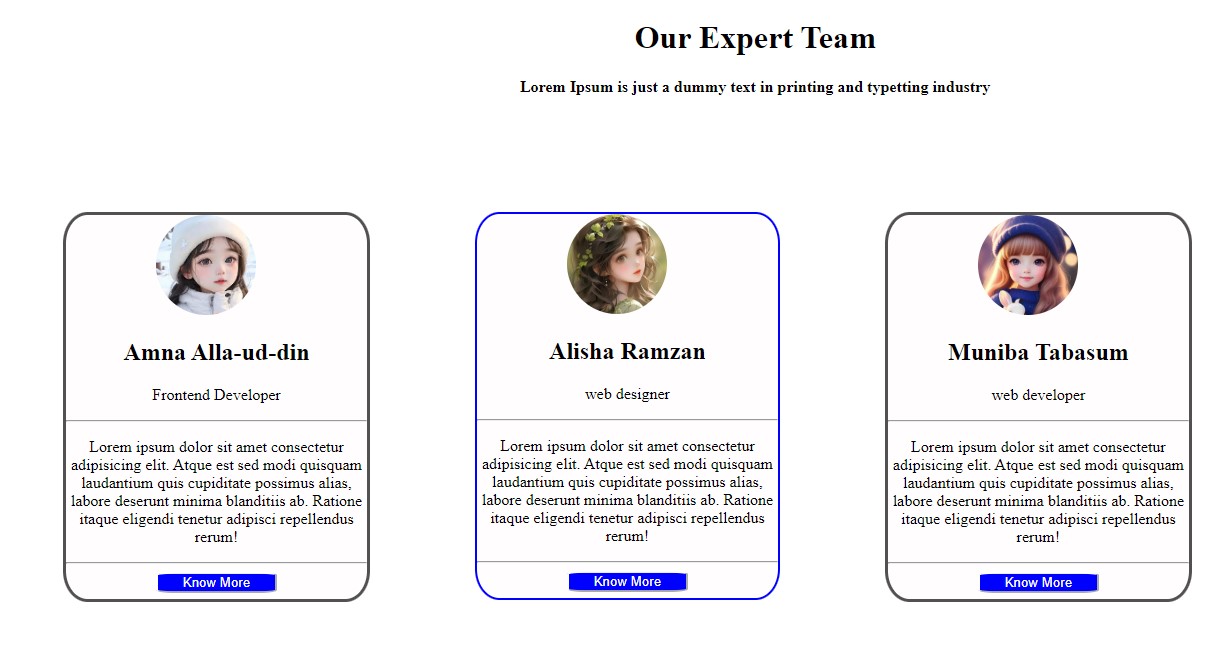 Our Expert Team
Lorem Ipsum is just a dummy text in printing and typetting industry
Amna Alla-ud-din
Frontend Developer
Lorem ipsum dolor sit amet consectetur
adipisicing elit. Atque est sed modi quisquam
laudantium quis cupiditate possimus alias,
labore deserunt minima blanditiis ab. Ratione
itaque eligendi tenetur adipisci repellendus
rerum!
Know More
Alisha Ramzan
web designer
Lorem ipsum dolor sit amet consectetur
adipisicing elit. Atque est sed modi quisquam
laudantium quis cupiditate possimus alias,
labore deserunt minima blanditiis ab. Ratione
itaque eligendi tenetur adipisci repellendus
rerum!
Know More
Muniba Tabasum
web developer
Lorem ipsum dolor sit amet consectetur
adipisicing elit. Atque est sed modi quisquam
laudantium quis cupiditate possimus alias,
labore deserunt minima blanditiis ab. Ratione
itaque eligendi tenetur adipisci repellendus
rerum!
Know More